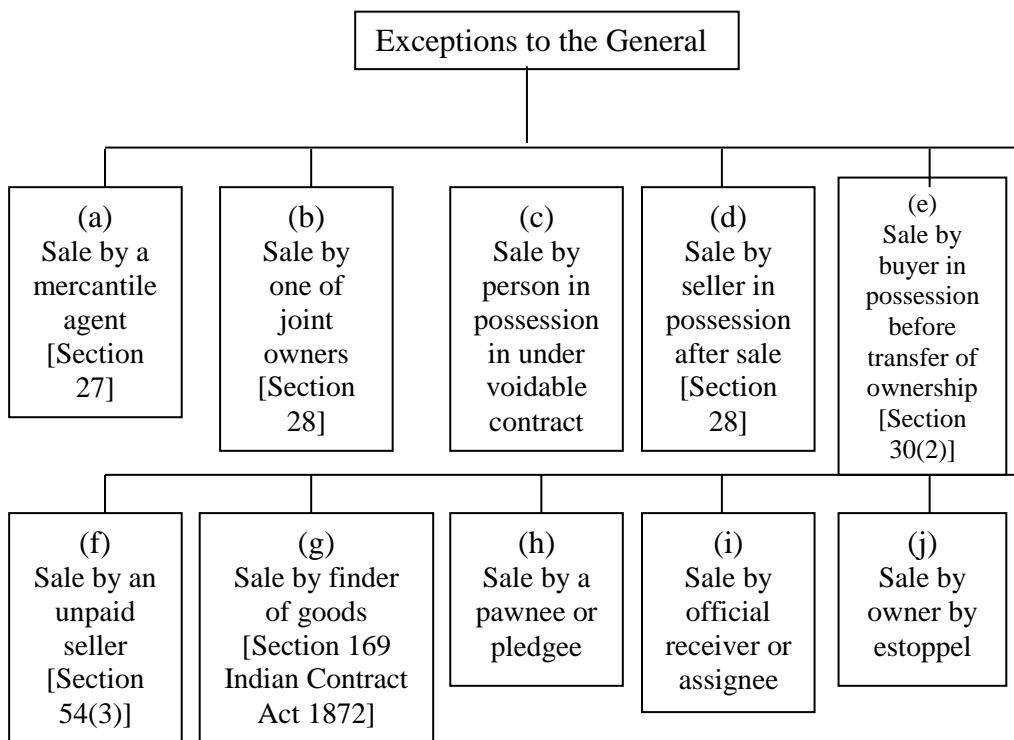 Exceptions to the General
(a)
Sale by a
mercantile
agent
[Section
27]
(b)
Sale by
one of
joint
owners
[Section
28]
(c)
Sale by
person in
possession
in under
voidable
contract
(d)
Sale by
seller in
possession
after sale
[Section
28]
(e)
Sale by
buyer in
possession
before
transfer of
ownership
[Section
30(2)]
(f)
Sale by an
unpaid
seller
[Section
54(3)]
(g)
Sale by finder
of goods
[Section 169
Indian Contract
Act 1872]
(h)
Sale by a
pawnee or
pledgee
(i)
Sale by
official
receiver or
assignee
(j)
Sale by
owner by
estoppel